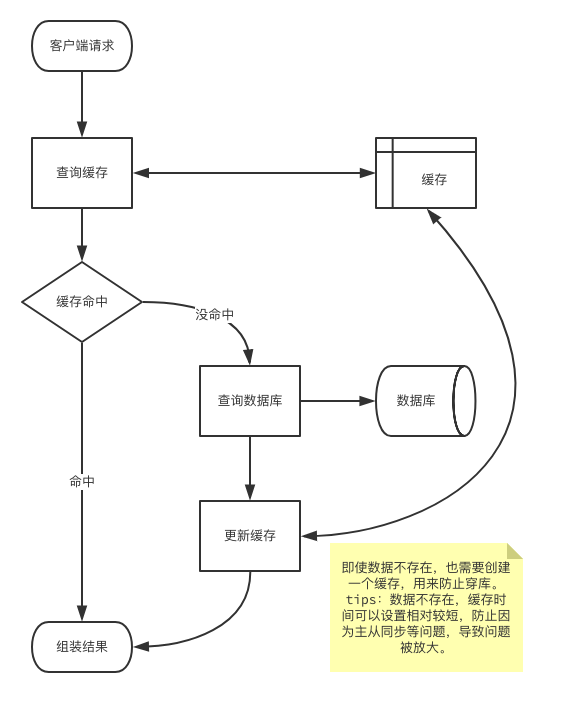 客户端请求
查询缓存
缓存
缓存命中
没命中
查询数据库
数据库
命中
更新缓存
即使数据不存在，也需要创建
一个缓存，用来防止穿库。
tips：数据不存在，缓存时
间可以设置相对较短，防止因
为主从同步等问题，导致问题
被放大。
组装结果